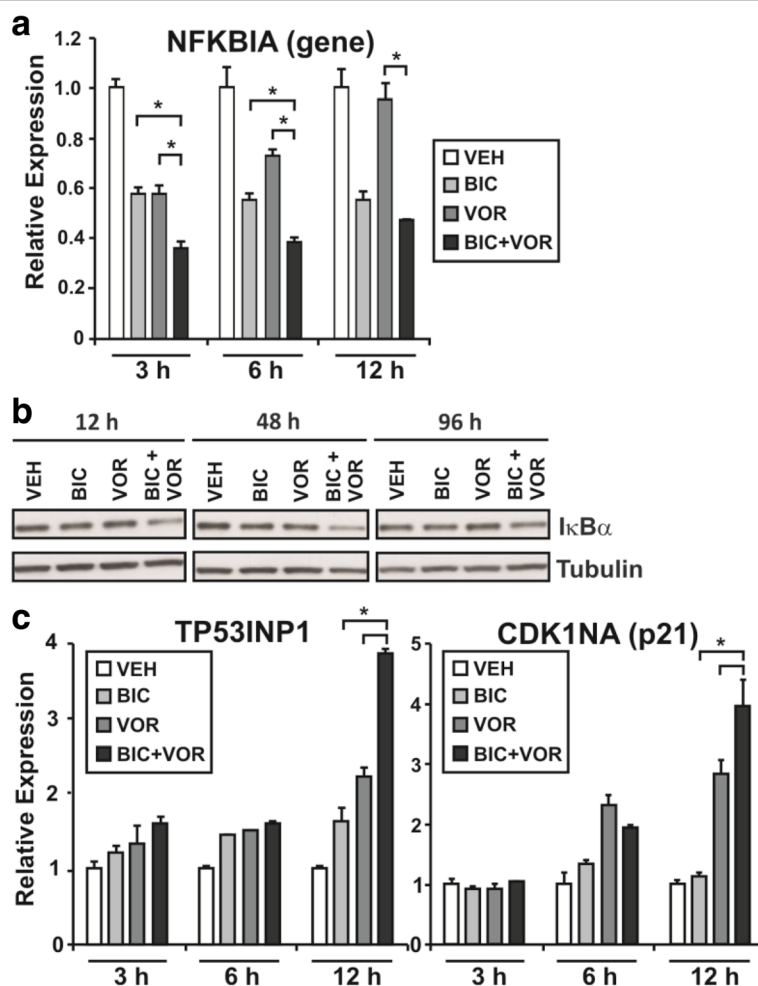 a
NFKBIA (gene)
Relative Expression
1.2
1.0
0.8
0.6
0.4
0.2
0
*
*
*
*
*
3 h
6 h
12 h
VEH
BIC
VOR
BIC+VOR
b
12 h
48 h
96 h
VEH
BIC
VOR
BIC +
VOR
VEH
BIC
VOR
BIC +
VOR
VEH
BIC
VOR
BIC +
VOR
IκBα
Tubulin
c
TP53INP1
Relative Expression
4
3
2
1
0
*
VEH
BIC
VOR
BIC+VOR
3 h
6 h
12 h
CDK1NA (p21)
5
4
3
2
1
0
*
VEH
BIC
VOR
BIC+VOR
3 h
6 h
12 h